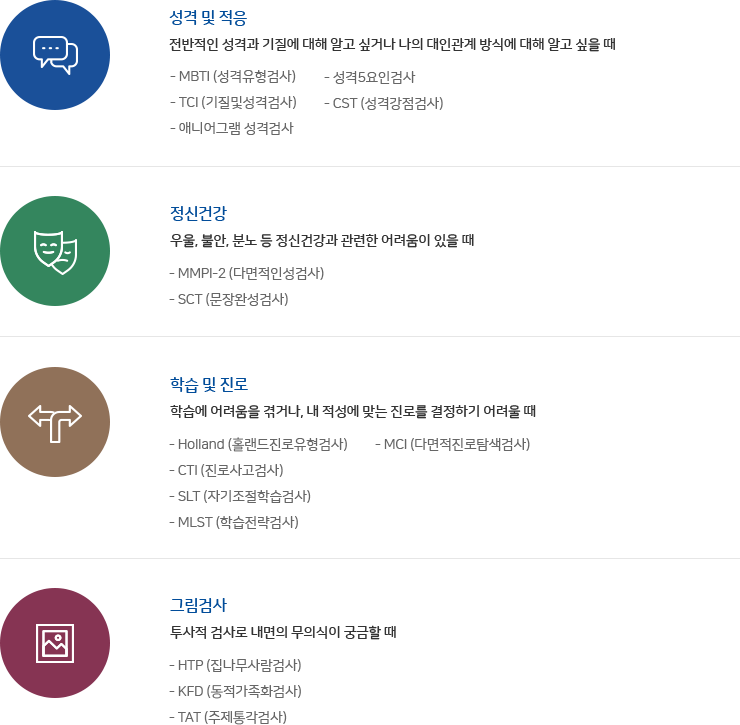 성격 및 적응
전반적인 성격과 기질에 대해 알고 싶거나 나의 대인관계 방식에 대해 알고 싶을 때
- MBTI (성격유형검사) - 성격5요인검사
- TCI (기질및성격검사) - CST (성격강점검사)
- 애니어그램 성격검사
정신건강
우울, 불안, 분노 등 정신건강과 관련한 어려움이 있을 때
- MMPI-2 (다면적인성검사)
- SCT (문장완성검사)
학습 및 진로
학습에 어려움을 겪거나, 내 적성에 맞는 진로를 결정하기 어려울 때
- Holland (홀랜드진로유형검사) - MCI (다면적진로탐색검사)
- CTI (진로사고검사)
- SLT (자기조절학습검사)
- MLST (학습전략검사)
그림검사
투사적 검사로 내면의 무의식이 궁금할 때
- HTP (집나무사람검사)
- KFD (동적가족화검사)
- TAT (주제통각검사)